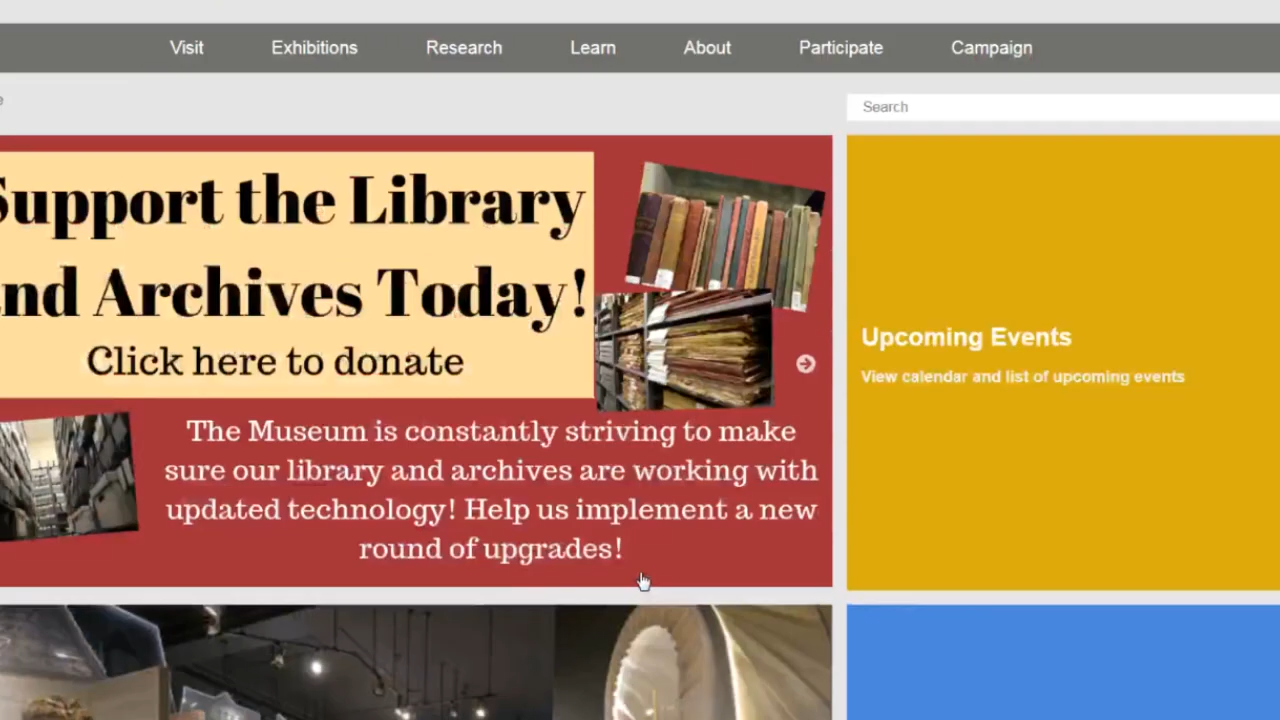 Visit Exhibitions Research Learn About Participate Campaign
Search
Support the Library
and Archives Today!
Click here to donate
The Museum is constantly striving to make
sure our library and archives are working with
updated technology! Help us implement a new
round of upgrades!
Upcoming Events
View calendar and list of upcoming events